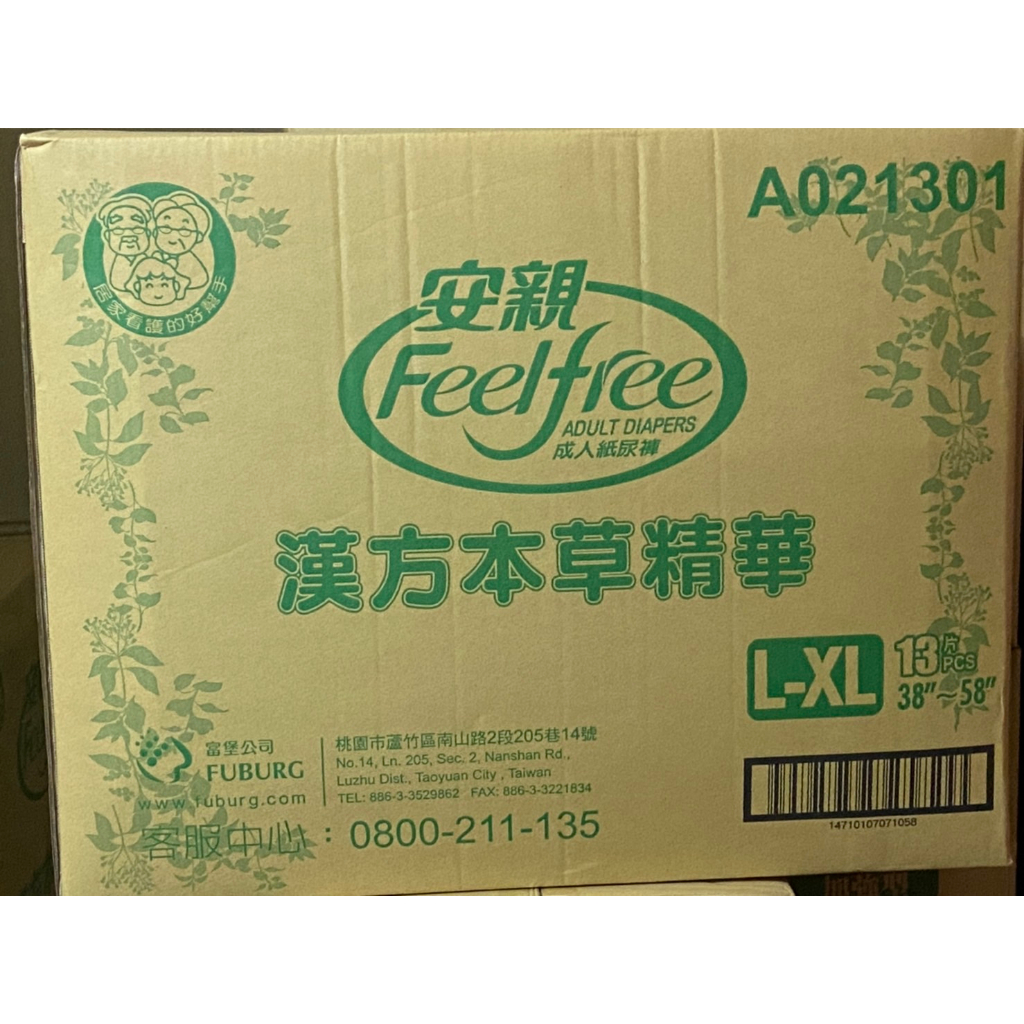 居家看護的好幫手
A021301
安親
Feelfree
ADULT DIAPERS
成人紙尿褲
漢方本草精華
L-XL
13片
PCS
38"~58"
富堡公司
FUBURG
www.fuburg.com
桃園市蘆竹區南山路2段205巷14號
No.14, Ln. 205, Sec. 2, Nanshan Rd.,
Luzhu Dist., Taoyuan City , Taiwan
TEL: 886-3-3529862 FAX: 886-3-3221834
客服中心：0800-211-135
14710107071058